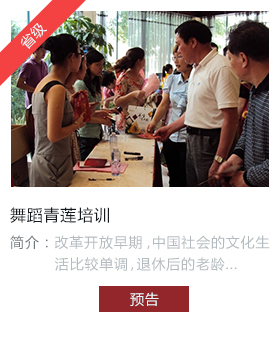 省级
舞蹈青莲培训
简介：改革开放早期,中国社会的文化生
活比较单调,退休后的老龄...
预告